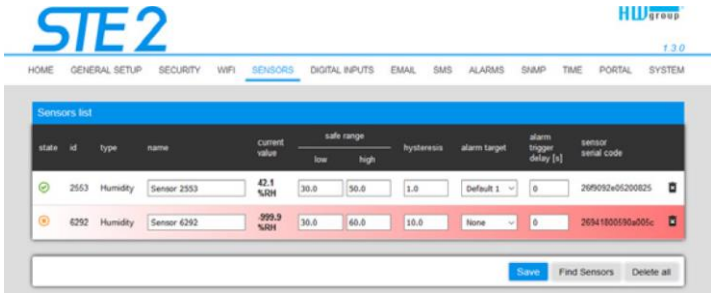 STE2
HWgroup
1.3.0
HOME GENERAL SETUP SECURITY WIFI SENSORS DIGITAL INPUTS EMAIL SMS ALARMS SNMP TIME PORTAL SYSTEM
Sensors list
state id type name current value safe range low high hysteresis alarm target alarm trigger delay [s] sensor serial code
2553 Humidity Sensor 2553 42.1 %RH 30.0 50.0 1.0 Default 1 0 26f9092e05200825
6292 Humidity Sensor 6292 -999.9 %RH 30.0 60.0 10.0 None 0 26941800590a005c
Save Find Sensors Delete all